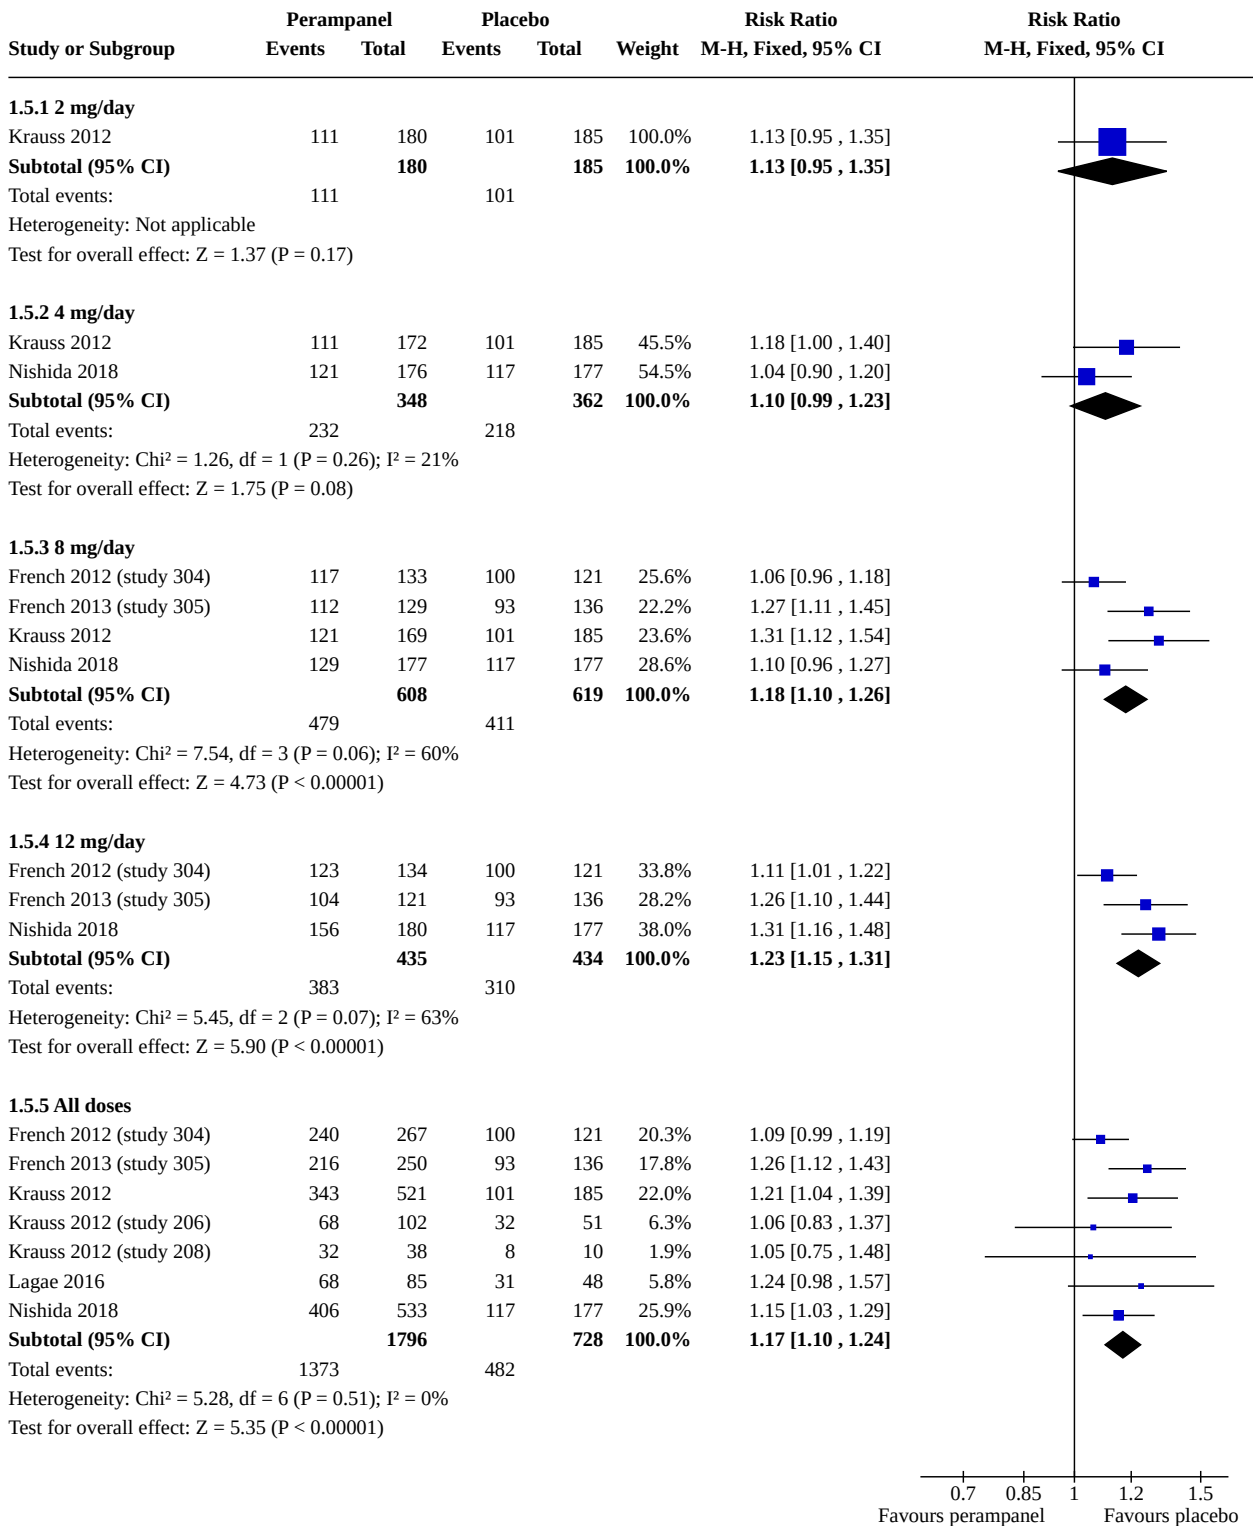 Perampanel Placebo Risk Ratio Risk Ratio
Study or Subgroup Events Total Events Total Weight M-H, Fixed, 95% CI M-H, Fixed, 95% CI
1.5.1 2 mg/day
Krauss 2012 111 180 101 185 100.0% 1.13 [0.95 , 1.35]
Subtotal (95% CI) 180 185 100.0% 1.13 [0.95 , 1.35]
Total events: 111 101
Heterogeneity: Not applicable
Test for overall effect: Z = 1.37 (P = 0.17)
1.5.2 4 mg/day
Krauss 2012 111 172 101 185 45.5% 1.18 [1.00 , 1.40]
Nishida 2018 121 176 117 177 54.5% 1.04 [0.90 , 1.20]
Subtotal (95% CI) 348 362 100.0% 1.10 [0.99 , 1.23]
Total events: 232 218
Heterogeneity: Chi² = 1.26, df = 1 (P = 0.26); I² = 21%
Test for overall effect: Z = 1.75 (P = 0.08)
1.5.3 8 mg/day
French 2012 (study 304) 117 133 100 121 25.6% 1.06 [0.96 , 1.18]
French 2013 (study 305) 112 129 93 136 22.2% 1.27 [1.11 , 1.45]
Krauss 2012 121 169 101 185 23.6% 1.31 [1.12 , 1.54]
Nishida 2018 129 177 117 177 28.6% 1.10 [0.96 , 1.27]
Subtotal (95% CI) 608 619 100.0% 1.18 [1.10 , 1.26]
Total events: 479 411
Heterogeneity: Chi² = 7.54, df = 3 (P = 0.06); I² = 60%
Test for overall effect: Z = 4.73 (P < 0.00001)
1.5.4 12 mg/day
French 2012 (study 304) 123 134 100 121 33.8% 1.11 [1.01 , 1.22]
French 2013 (study 305) 104 121 93 136 28.2% 1.26 [1.10 , 1.44]
Nishida 2018 156 180 117 177 38.0% 1.31 [1.16 , 1.48]
Subtotal (95% CI) 435 434 100.0% 1.23 [1.15 , 1.31]
Total events: 383 310
Heterogeneity: Chi² = 5.45, df = 2 (P = 0.07); I² = 63%
Test for overall effect: Z = 5.90 (P < 0.00001)
1.5.5 All doses
French 2012 (study 304) 240 267 100 121 20.3% 1.09 [0.99 , 1.19]
French 2013 (study 305) 216 250 93 136 17.8% 1.26 [1.12 , 1.43]
Krauss 2012 343 521 101 185 22.0% 1.21 [1.04 , 1.39]
Krauss 2012 (study 206) 68 102 32 51 6.3% 1.06 [0.83 , 1.37]
Krauss 2012 (study 208) 32 38 8 10 1.9% 1.05 [0.75 , 1.48]
Lagae 2016 68 85 31 48 5.8% 1.24 [0.98 , 1.57]
Nishida 2018 406 533 117 177 25.9% 1.15 [1.03 , 1.29]
Subtotal (95% CI) 1796 728 100.0% 1.17 [1.10 , 1.24]
Total events: 1373 482
Heterogeneity: Chi² = 5.28, df = 6 (P = 0.51); I² = 0%
Test for overall effect: Z = 5.35 (P < 0.00001)
0.7 0.85 1 1.2 1.5
Favours perampanel Favours placebo